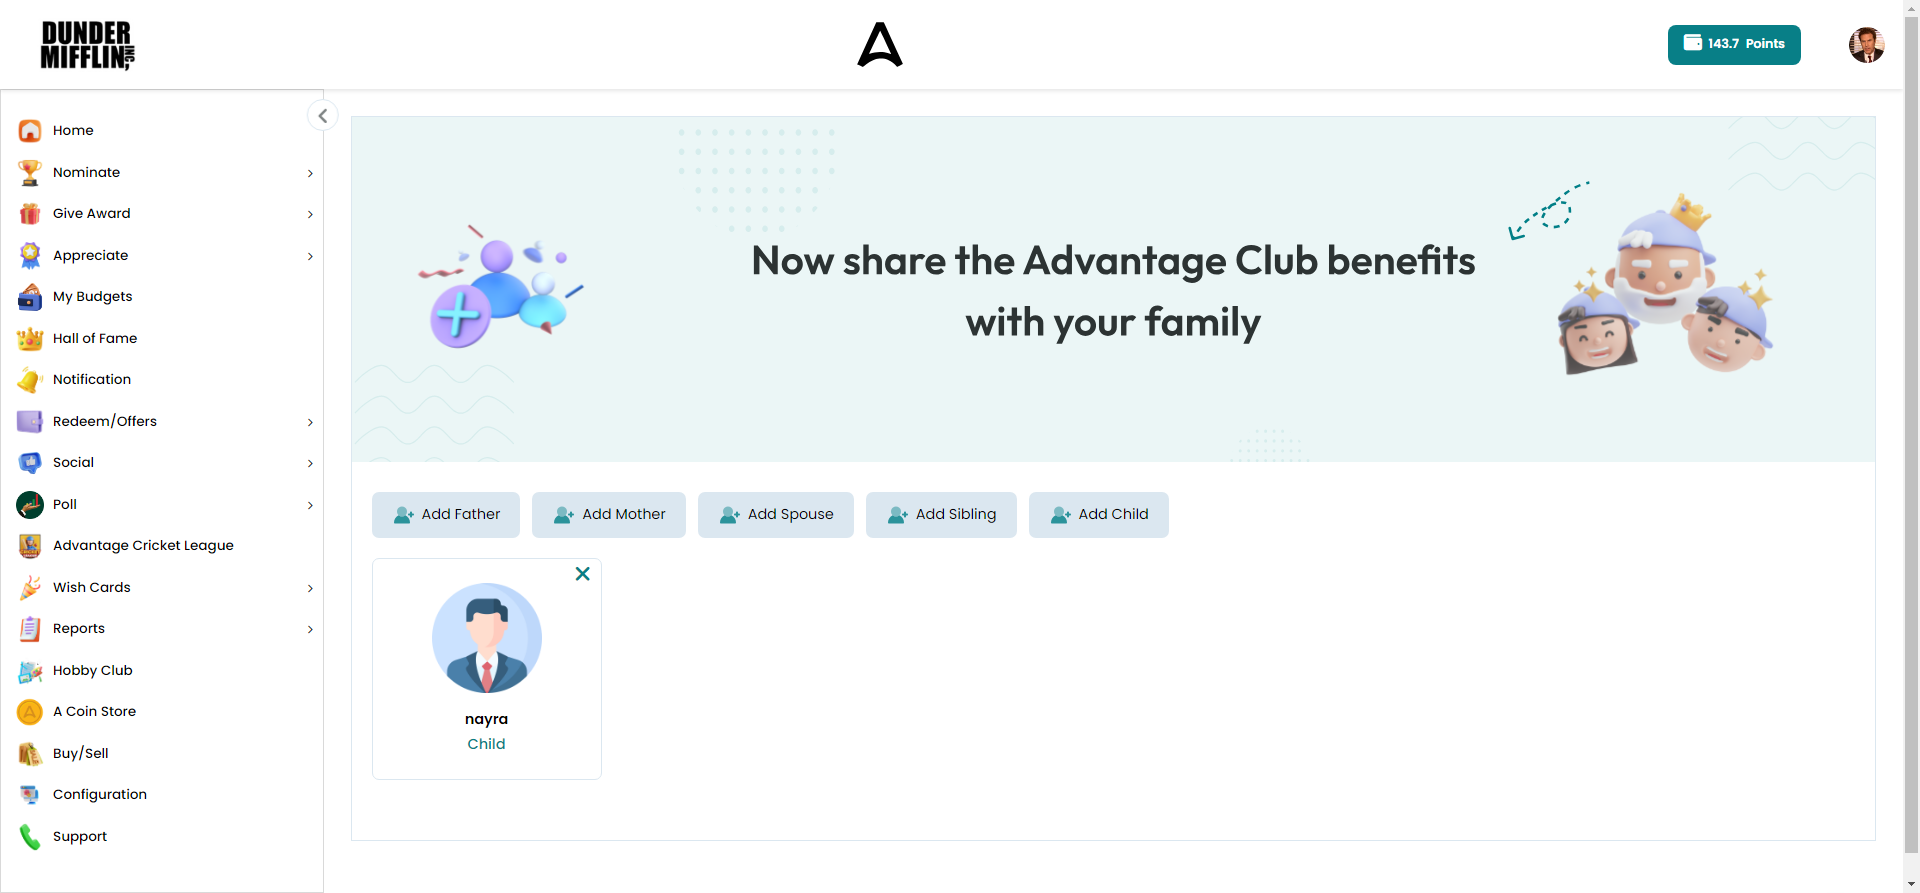 DUNDER
MIFFLIN INC,
143.7 Points
Home
Nominate
Give Award
Appreciate
My Budgets
Hall of Fame
Notification
Redeem/Offers
Social
Poll
Advantage Cricket League
Wish Cards
Reports
Hobby Club
A Coin Store
Buy/Sell
Configuration
Support
Now share the Advantage Club benefits
with your family
Add Father
Add Mother
Add Spouse
Add Sibling
Add Child
nayra
Child